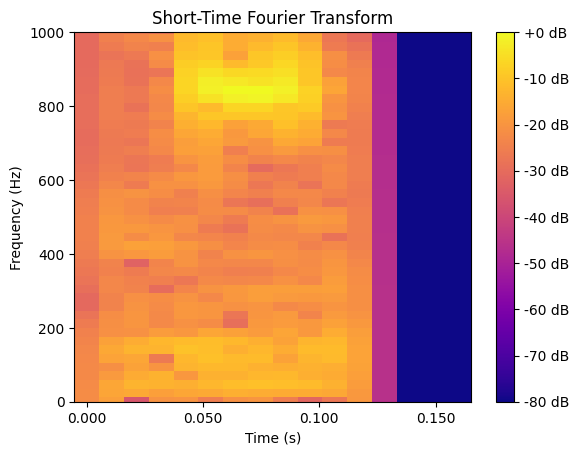 Short-Time Fourier Transform
1000
800
600
400
200
0
Frequency (Hz)
0.000
0.050
0.100
0.150
Time (s)
+0 dB
-10 dB
-20 dB
-30 dB
-40 dB
-50 dB
-60 dB
-70 dB
-80 dB